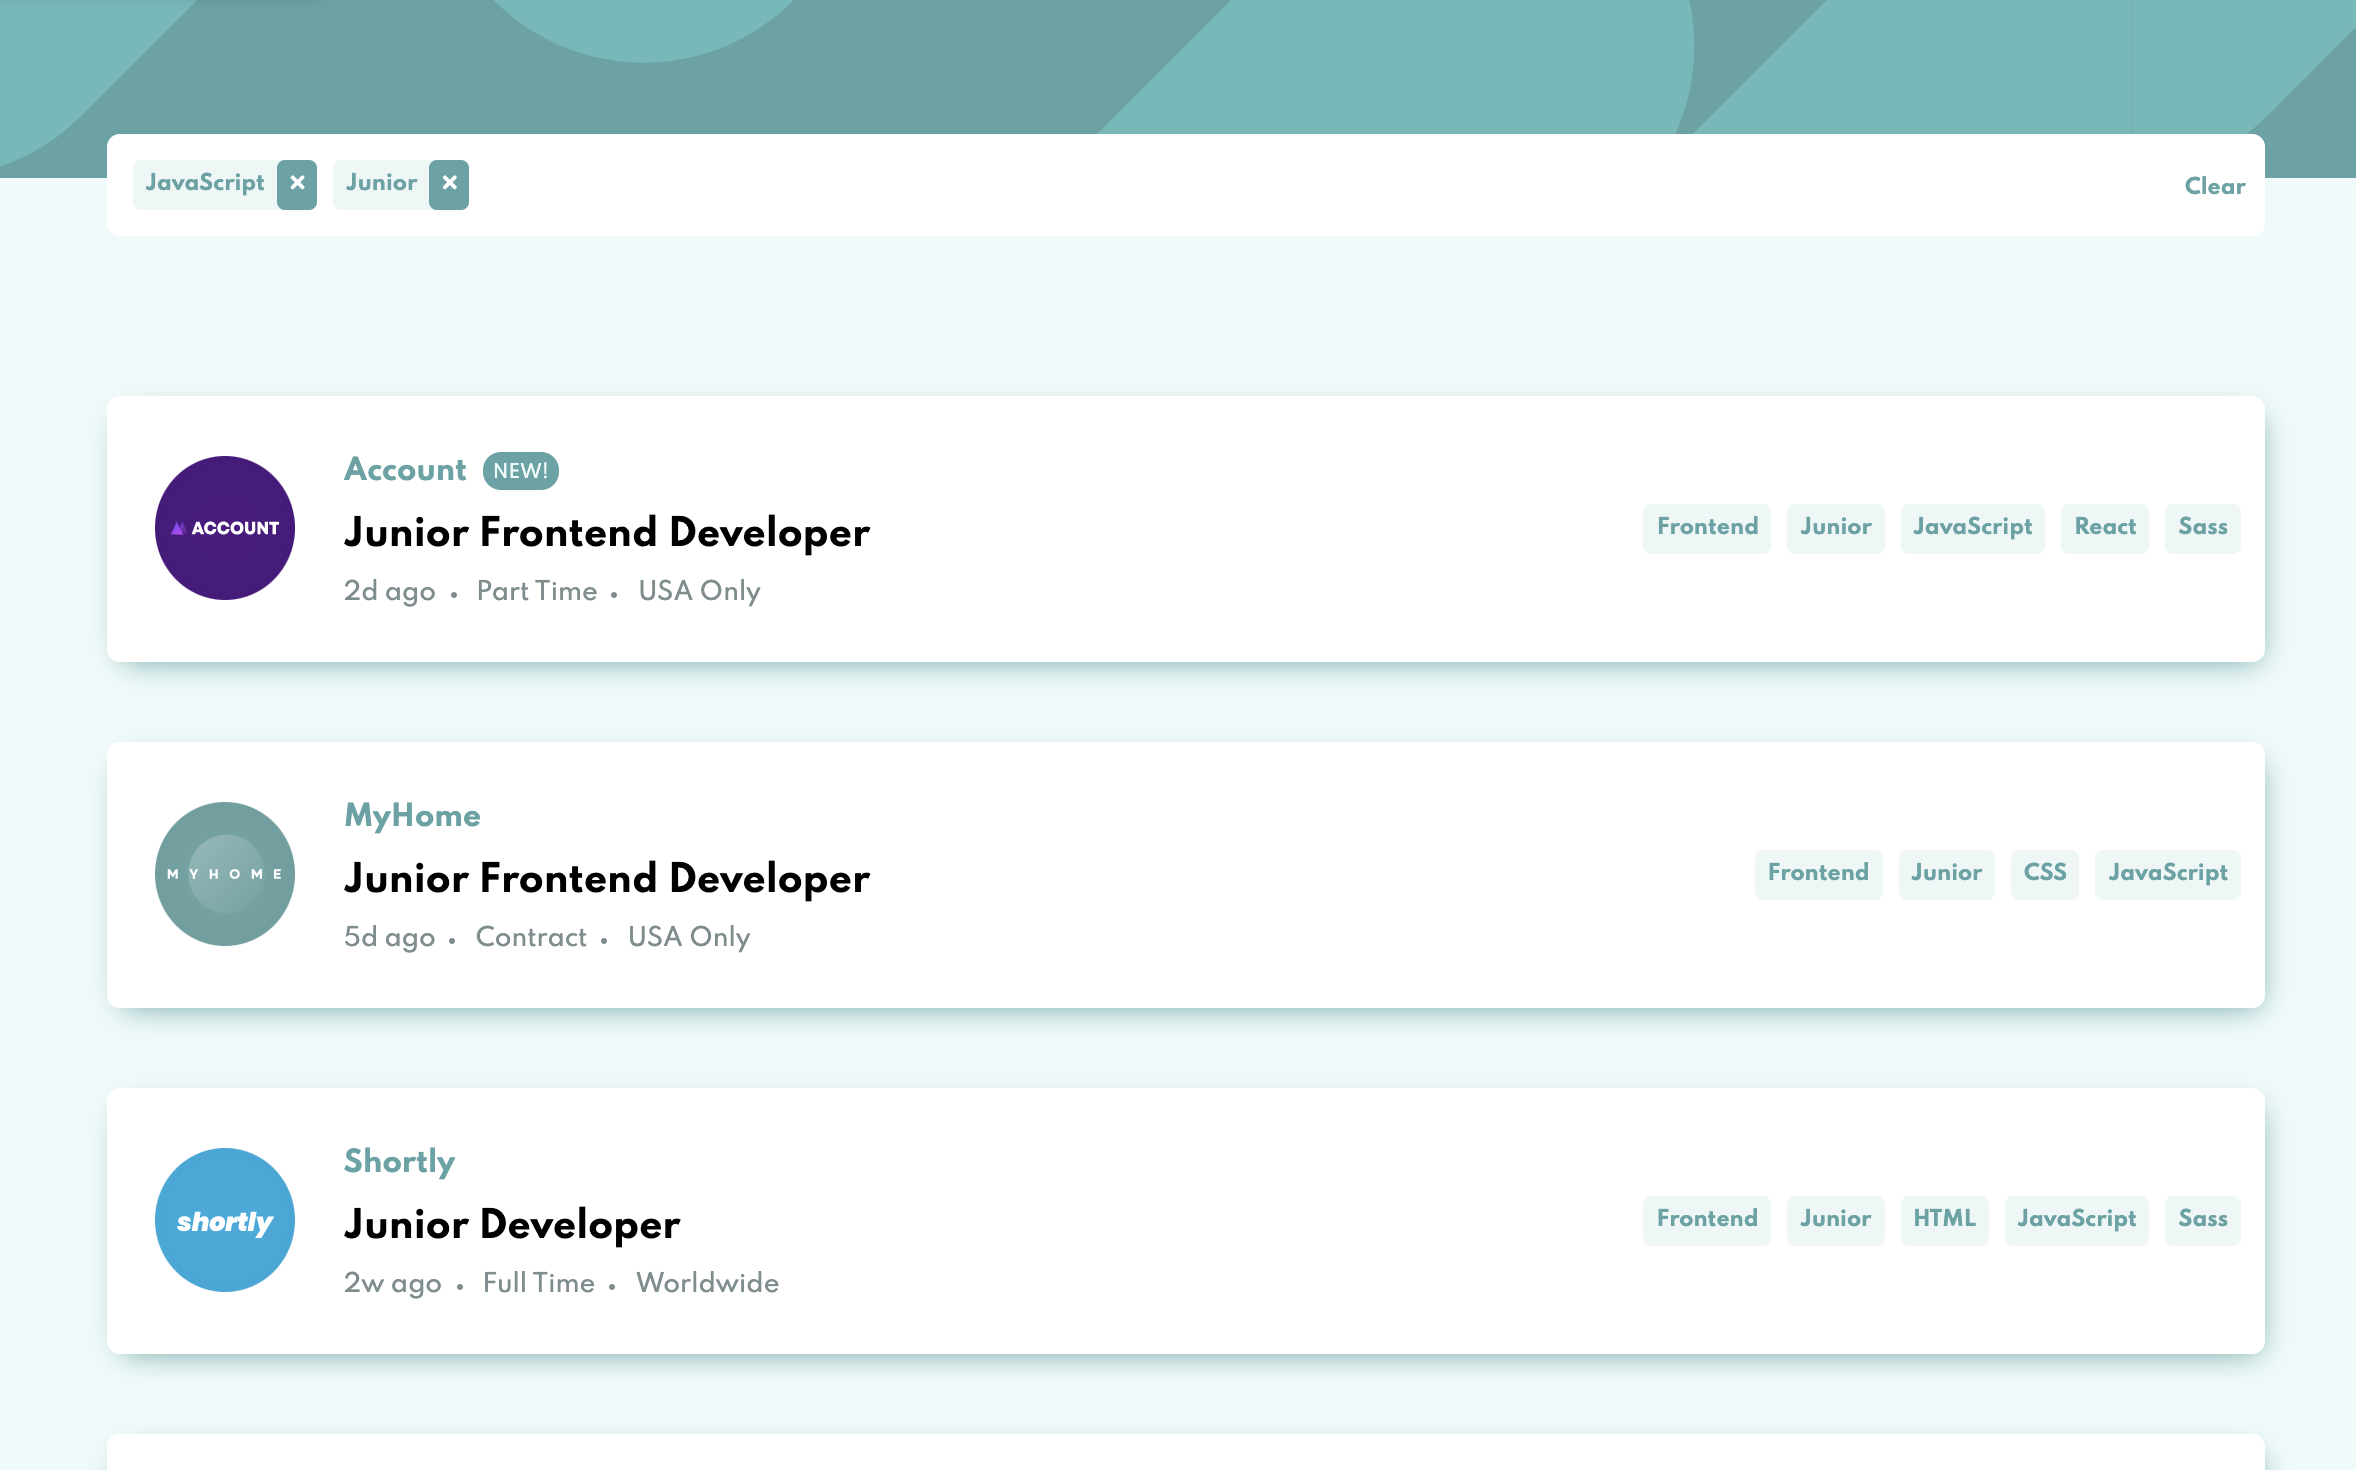 JavaScript × Junior × Clear
ACCOUNT
Account NEW!
Junior Frontend Developer
2d ago • Part Time • USA Only
Frontend Junior JavaScript React Sass
MYHOME
MyHome
Junior Frontend Developer
5d ago • Contract • USA Only
Frontend Junior CSS JavaScript
shortly
Shortly
Junior Developer
2w ago • Full Time • Worldwide
Frontend Junior HTML JavaScript Sass